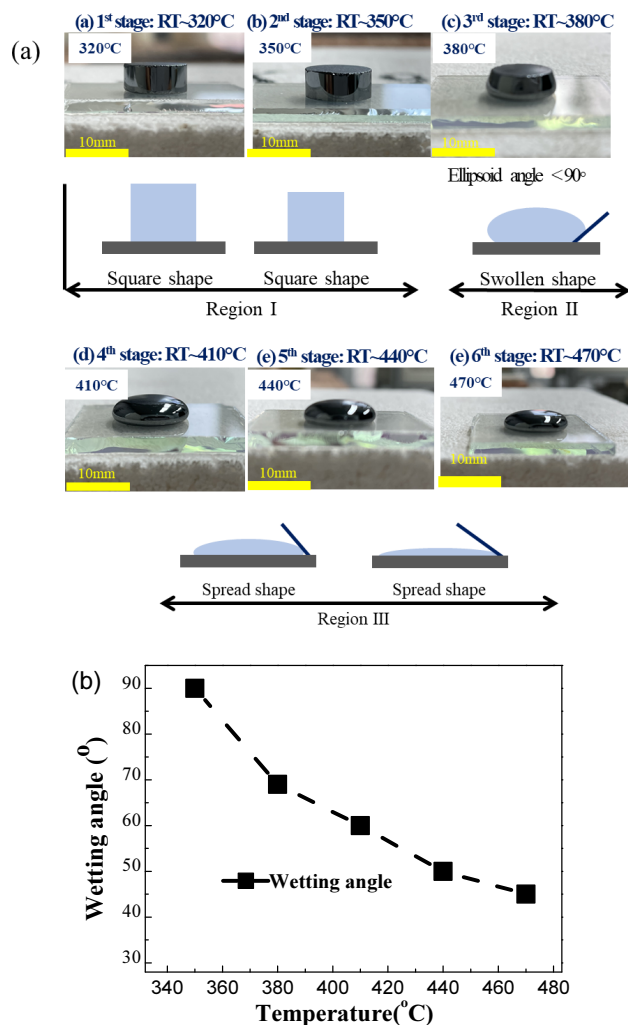 (a)
(a) 1st stage: RT~320°C
(b) 2nd stage: RT~350°C
(c) 3rd stage: RT~380°C
320°C
350°C
380°C
10mm
10mm
10mm
Ellipsoid angle <90°
Square shape
Square shape
Swollen shape
Region I
Region II
(d) 4th stage: RT~410°C
(e) 5th stage: RT~440°C
(e) 6th stage: RT~470°C
410°C
440°C
470°C
10mm
10mm
10mm
Spread shape
Spread shape
Region III
(b)
90
80
70
60
50
40
30
Wetting angle (°)
Wetting angle
340
360
380
400
420
440
460
480
Temperature(°C)